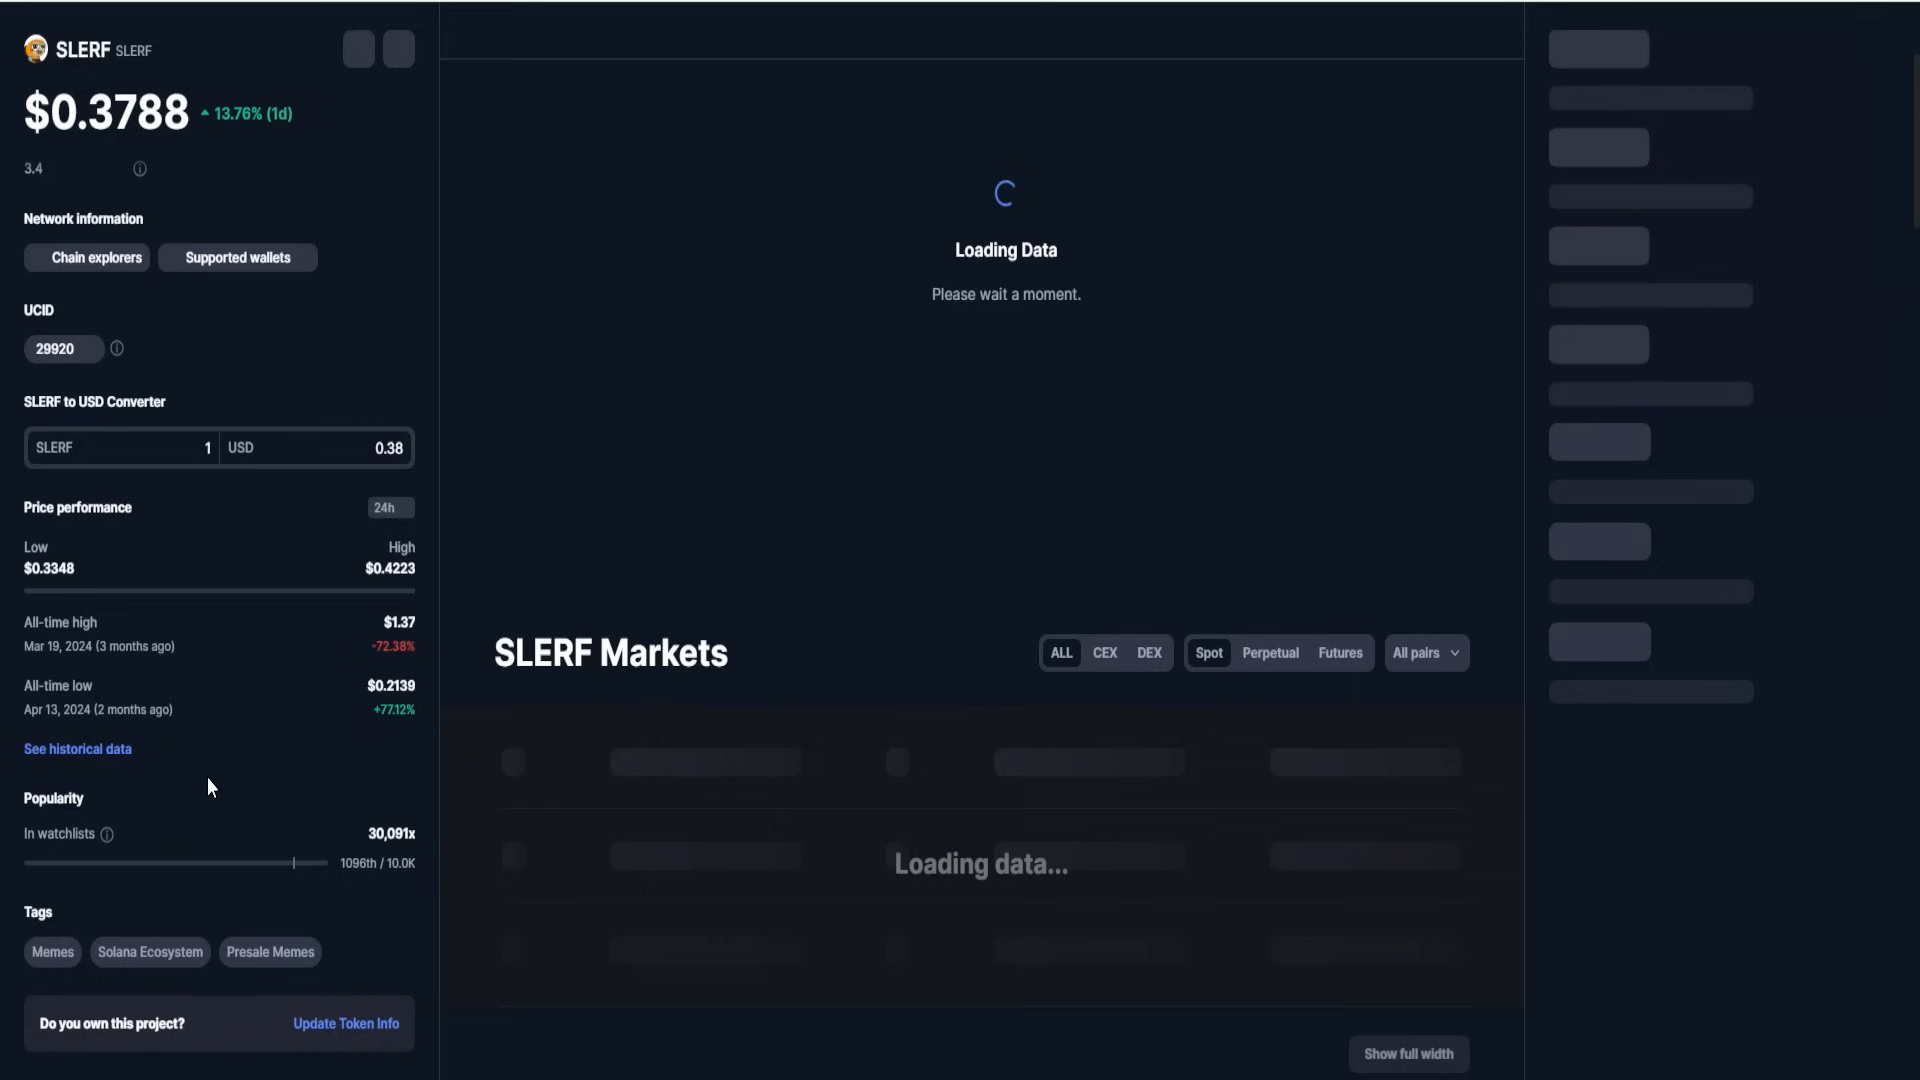 SLERF SLERF
$0.3788 13.76% (1d)
3.4
Network information
Chain explorers Supported wallets
UCID
29920
SLERF to USD Converter
SLERF 1 USD 0.38
Price performance 24h
Low High
$0.3348 $0.4223
All-time high $1.37
Mar 19, 2024 (3 months ago) -72.38%
All-time low $0.2139
Apr 13, 2024 (2 months ago) +77.12%
See historical data
Popularity
In watchlists 30,091x
1096th / 10.0K
Tags
Memes Solana Ecosystem Presale Memes
Do you own this project? Update Token Info
Loading Data
Please wait a moment.
SLERF Markets ALL CEX DEX Spot Perpetual Futures All pairs
Loading data...
Show full width